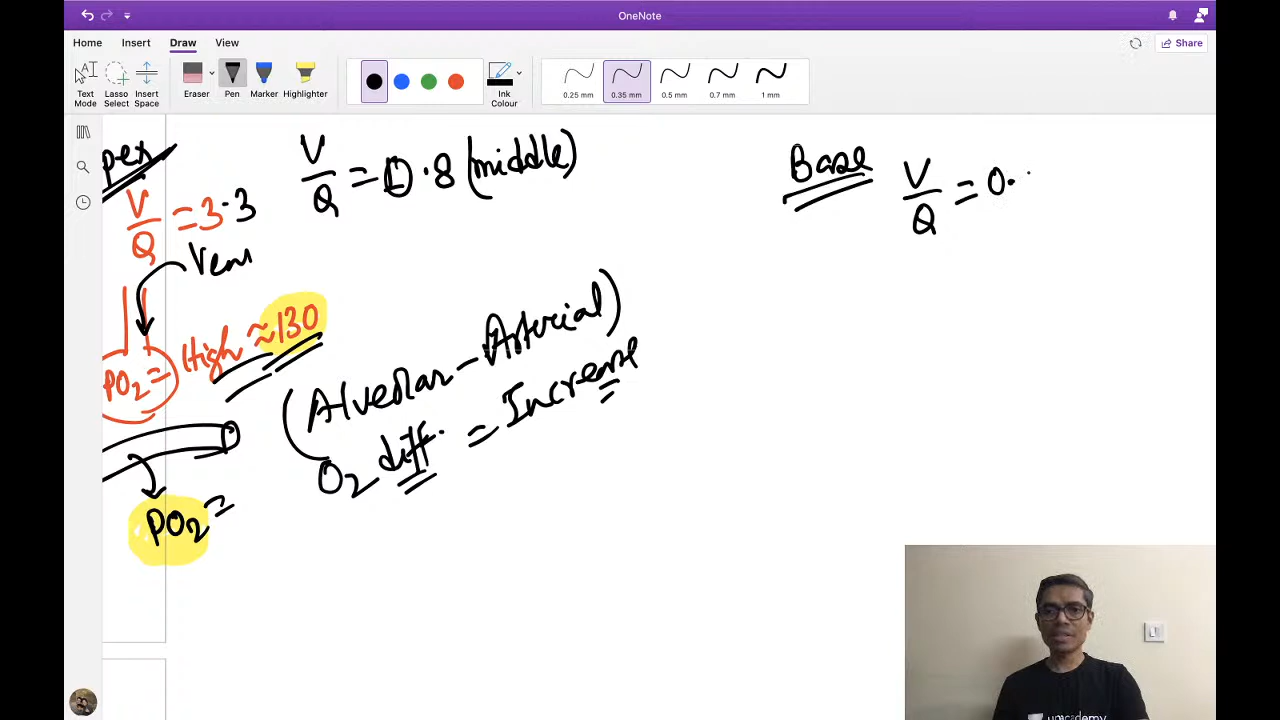 OneNote
Home Insert Draw View
Share
Text Mode
Lasso Select
Insert Space
Eraser
Pen
Marker
Highlighter
Ink Colour
0.25 mm
0.35 mm
0.5 mm
0.7 mm
1 mm
pex
V/Q = 3.3
V/Q = 0.8 (middle)
Base V/Q = 0.
PO2 = High ≈ 130
(Alveolar - Arterial)
O2 diff. = Increase
PO2 =
unacademy